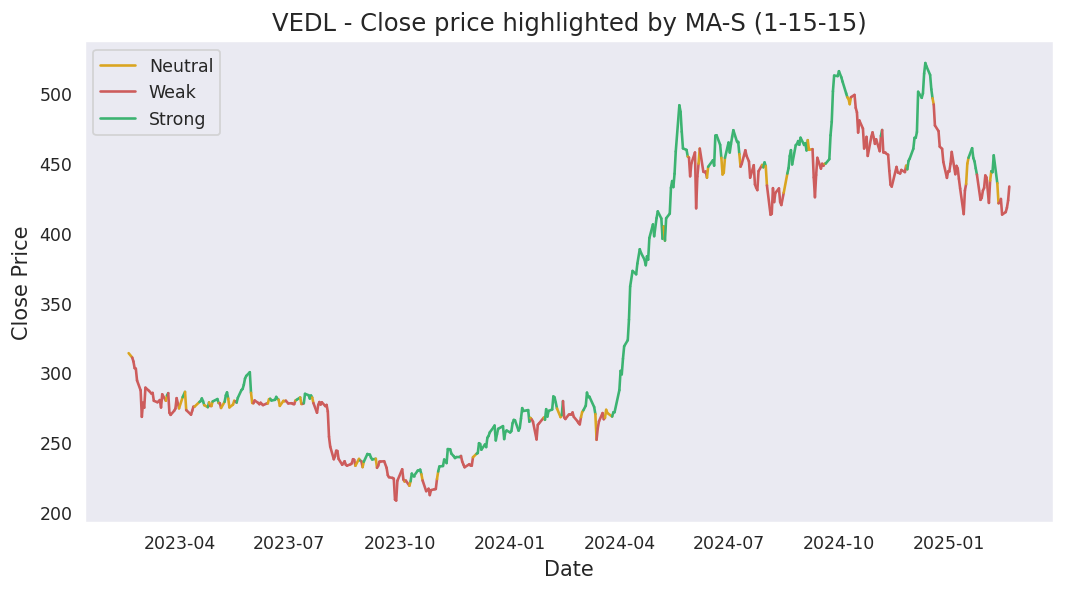 VEDL - Close price highlighted by MA-S (1-15-15)
Neutral
Weak
Strong
Close Price
500
450
400
350
300
250
200
2023-04 2023-07 2023-10 2024-01 2024-04 2024-07 2024-10 2025-01
Date